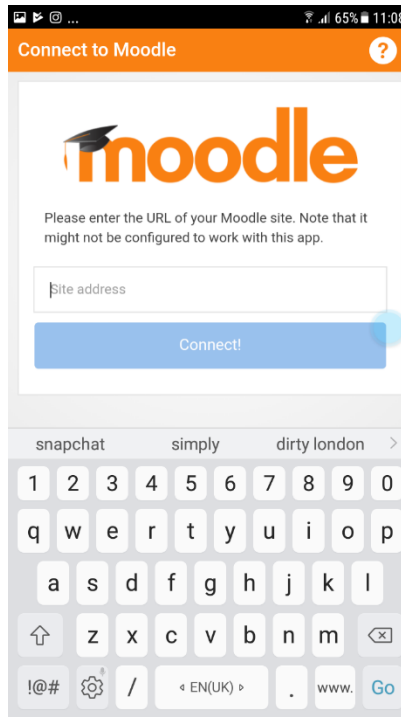 ... 65% 11:08
Connect to Moodle ?
moodle
Please enter the URL of your Moodle site. Note that it
might not be configured to work with this app.
Site address
Connect!
snapchat simply dirty london >
1 2 3 4 5 6 7 8 9 0
q w e r t y u i o p
a s d f g h j k l
z x c v b n m
!@# / EN(UK) . www. Go